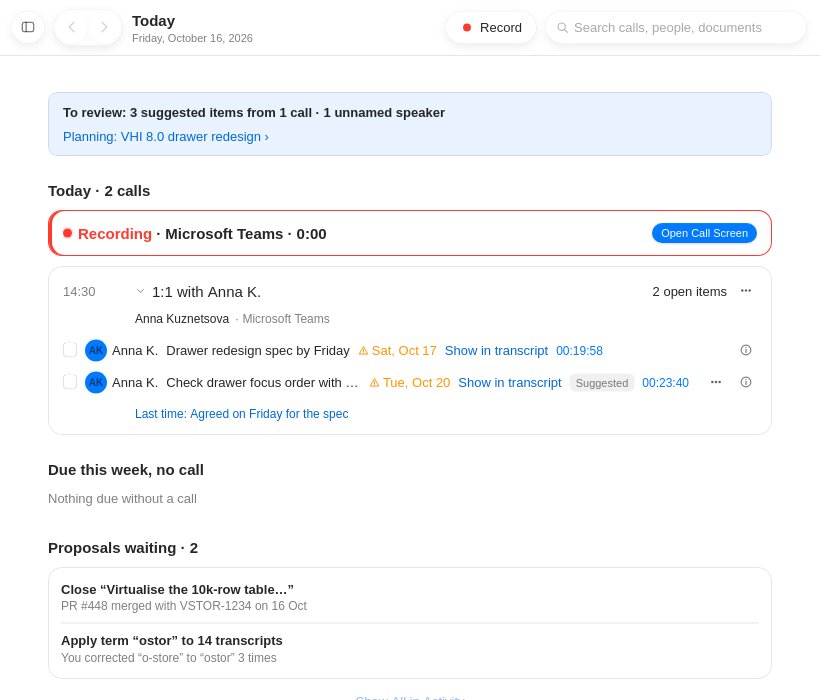 Today
Friday, October 16, 2026
Record
Search calls, people, documents
To review: 3 suggested items from 1 call · 1 unnamed speaker
Planning: VHI 8.0 drawer redesign ›
Today · 2 calls
Recording · Microsoft Teams · 0:00
Open Call Screen
14:30 1:1 with Anna K. 2 open items
Anna Kuznetsova · Microsoft Teams
AK Anna K. Drawer redesign spec by Friday Sat, Oct 17 Show in transcript 00:19:58
AK Anna K. Check drawer focus order with … Tue, Oct 20 Show in transcript Suggested 00:23:40
Last time: Agreed on Friday for the spec
Due this week, no call
Nothing due without a call
Proposals waiting · 2
Close “Virtualise the 10k-row table…”
PR #448 merged with VSTOR-1234 on 16 Oct
Apply term “ostor” to 14 transcripts
You corrected “o-store” to “ostor” 3 times
Show All in Activity